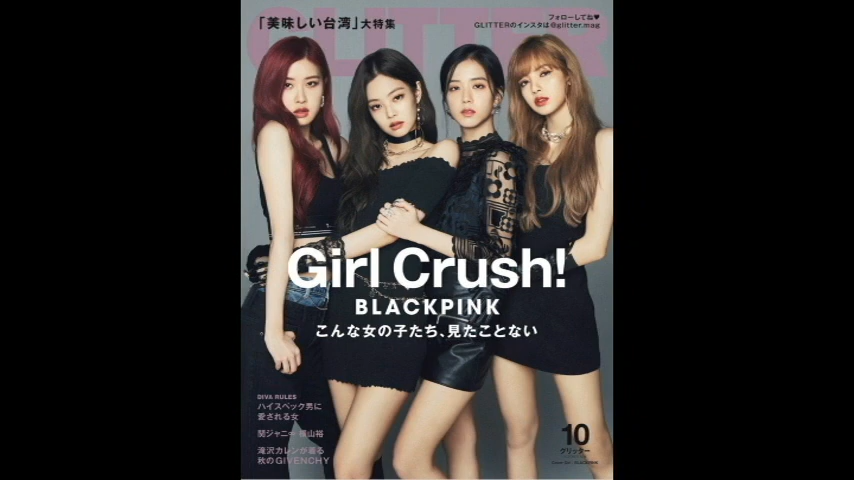 「美味しい台湾」大特集
フォローしてね♥
GLITTERのインスタは@glitter.mag
GLITTER
Girl Crush!
BLACKPINK
こんな女の子たち、見たことない
DIVA RULES
ハイスペック男に
愛される女
関ジャニ∞ 横山裕
滝沢カレンが着る
秋のGIVENCHY
10
グリッター